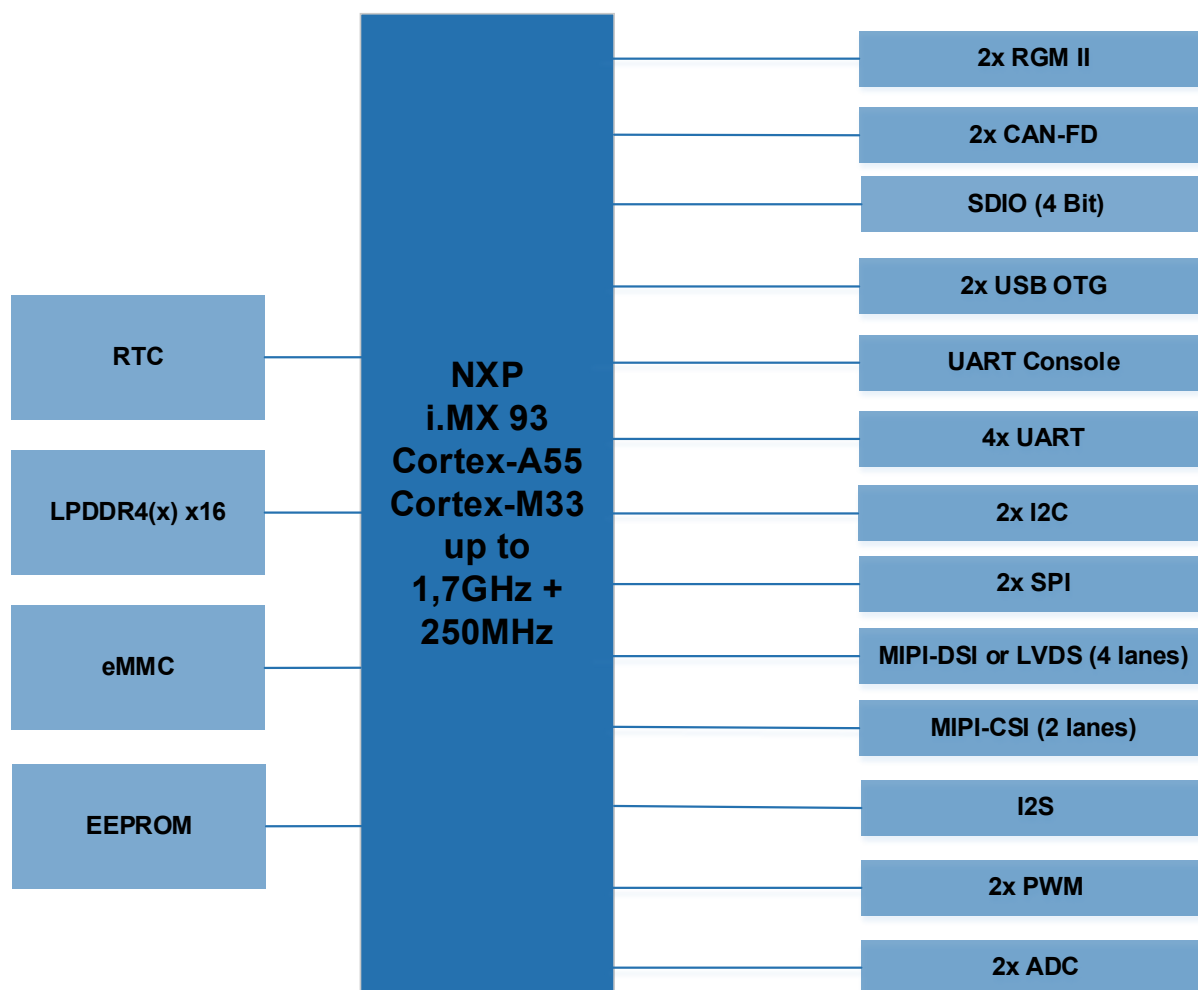 RTC
LPDDR4(x) x16
eMMC
EEPROM
NXP
i.MX 93
Cortex-A55
Cortex-M33
up to
1,7GHz +
250MHz
2x RGM II
2x CAN-FD
SDIO (4 Bit)
2x USB OTG
UART Console
4x UART
2x I2C
2x SPI
MIPI-DSI or LVDS (4 lanes)
MIPI-CSI (2 lanes)
I2S
2x PWM
2x ADC